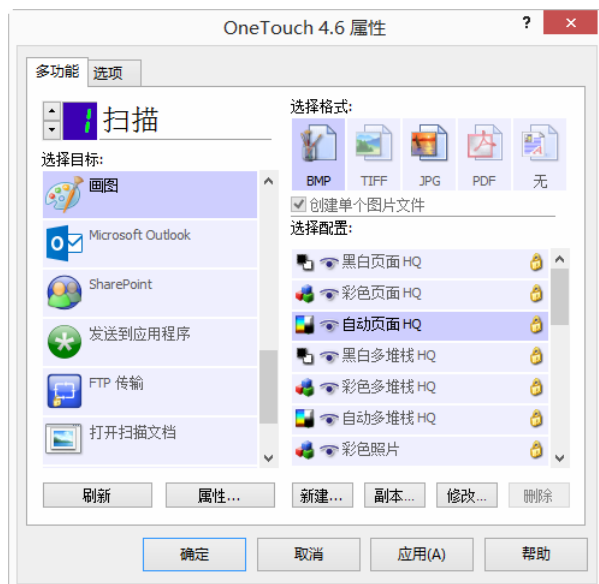 OneTouch 4.6 属性
?
多功能
选项
1 扫描
选择目标:
画图
Microsoft Outlook
SharePoint
发送到应用程序
FTP 传输
打开扫描文档
刷新
属性...
选择格式:
BMP
TIFF
JPG
PDF
无
创建单个图片文件
选择配置:
黑白页面 HQ
彩色页面 HQ
自动页面 HQ
黑白多堆栈 HQ
彩色多堆栈 HQ
自动多堆栈 HQ
彩色照片
新建...
副本...
修改...
删除
确定
取消
应用(A)
帮助